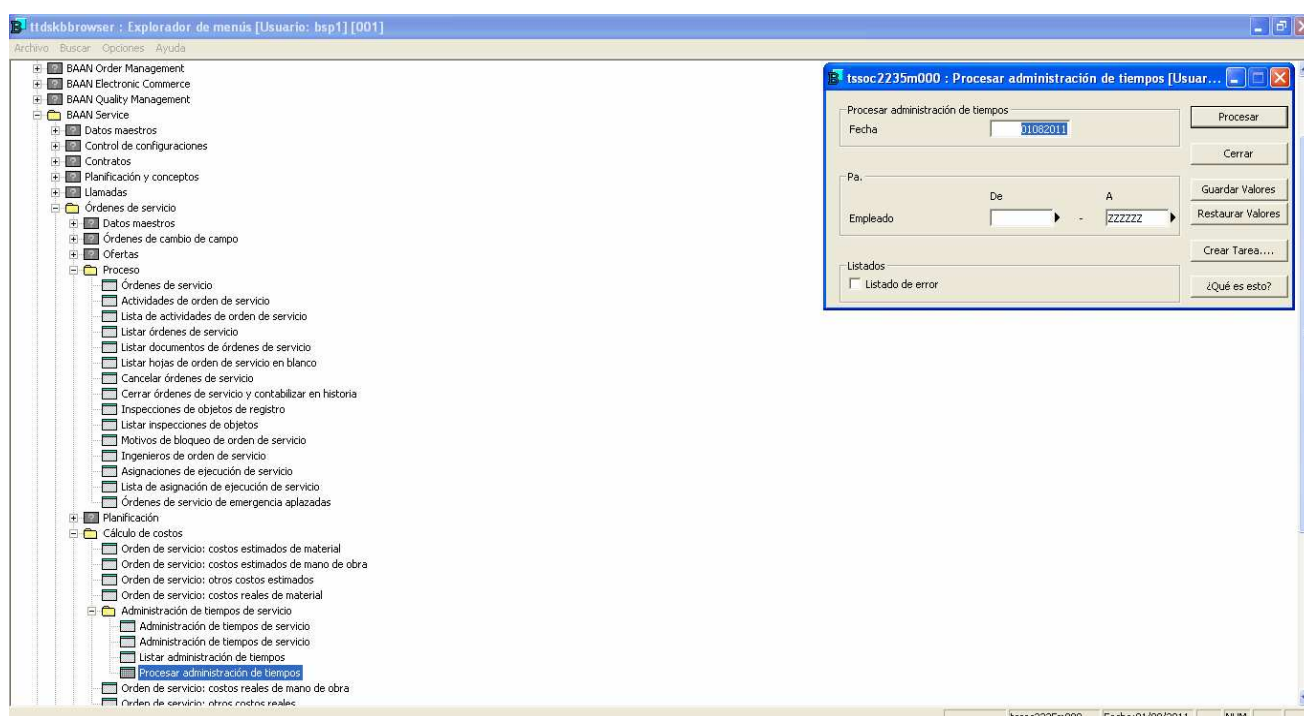 ttdskbbrowser : Explorador de menús [Usuario: bsp1] [001]
Archivo Buscar Opciones Ayuda
BAAN Order Management
BAAN Electronic Commerce
BAAN Quality Management
BAAN Service
Datos maestros
Control de configuraciones
Contratos
Planificación y conceptos
Llamadas
Órdenes de servicio
Datos maestros
Órdenes de cambio de campo
Ofertas
Proceso
Órdenes de servicio
Actividades de orden de servicio
Lista de actividades de orden de servicio
Listar órdenes de servicio
Listar documentos de órdenes de servicio
Listar hojas de orden de servicio en blanco
Cancelar órdenes de servicio
Cerrar órdenes de servicio y contabilizar en historia
Inspecciones de objetos de registro
Listar inspecciones de objetos
Motivos de bloqueo de orden de servicio
Ingenieros de orden de servicio
Asignaciones de ejecución de servicio
Lista de asignación de ejecución de servicio
Órdenes de servicio de emergencia aplazadas
Planificación
Cálculo de costos
Orden de servicio: costos estimados de material
Orden de servicio: costos estimados de mano de obra
Orden de servicio: otros costos estimados
Orden de servicio: costos reales de material
Administración de tiempos de servicio
Administración de tiempos de servicio
Administración de tiempos de servicio
Listar administración de tiempos
Procesar administración de tiempos
Orden de servicio: costos reales de mano de obra
Orden de servicio: otros costos reales
tssoc2235m000 : Procesar administración de tiempos [Usuar...
Procesar administración de tiempos
Fecha 01082011
Pa.
De A
Empleado - ZZZZZZ
Listados
Listado de error
Procesar
Cerrar
Guardar Valores
Restaurar Valores
Crear Tarea....
¿Qué es esto?
tssoc2235m000 Fecha:01/08/2011 NUM